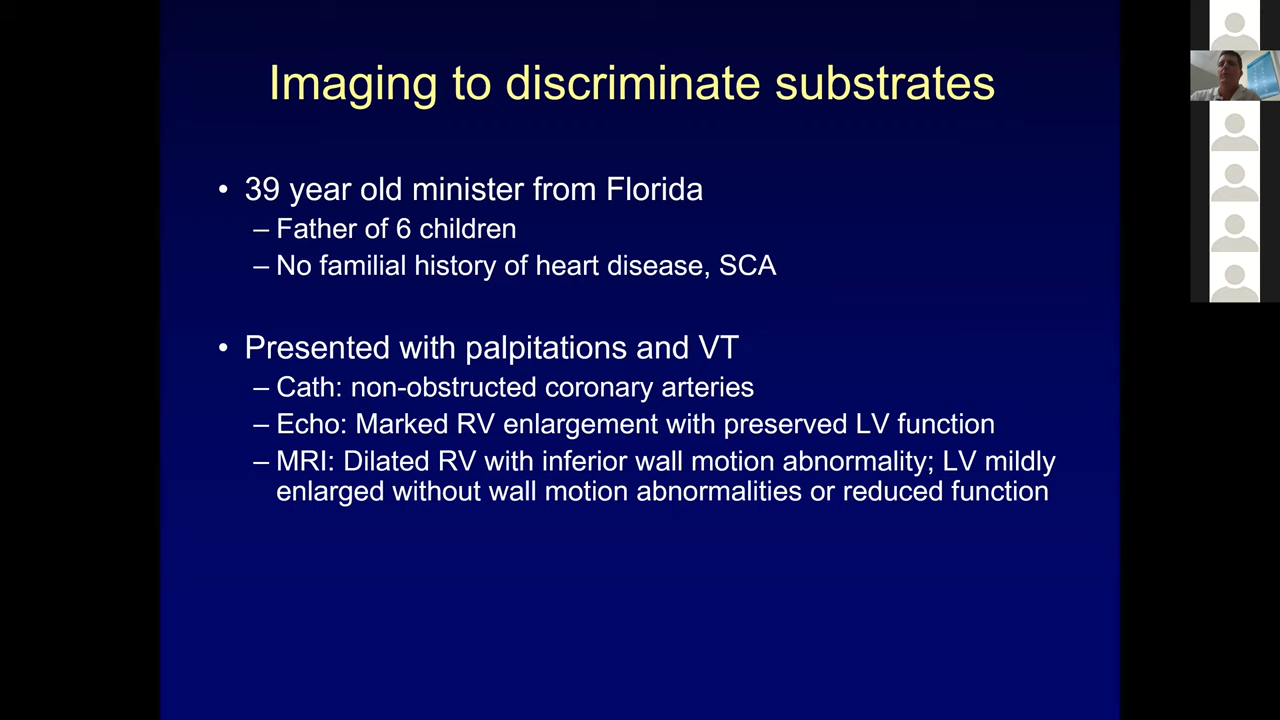 Imaging to discriminate substrates
• 39 year old minister from Florida
– Father of 6 children
– No familial history of heart disease, SCA
• Presented with palpitations and VT
– Cath: non-obstructed coronary arteries
– Echo: Marked RV enlargement with preserved LV function
– MRI: Dilated RV with inferior wall motion abnormality; LV mildly
enlarged without wall motion abnormalities or reduced function